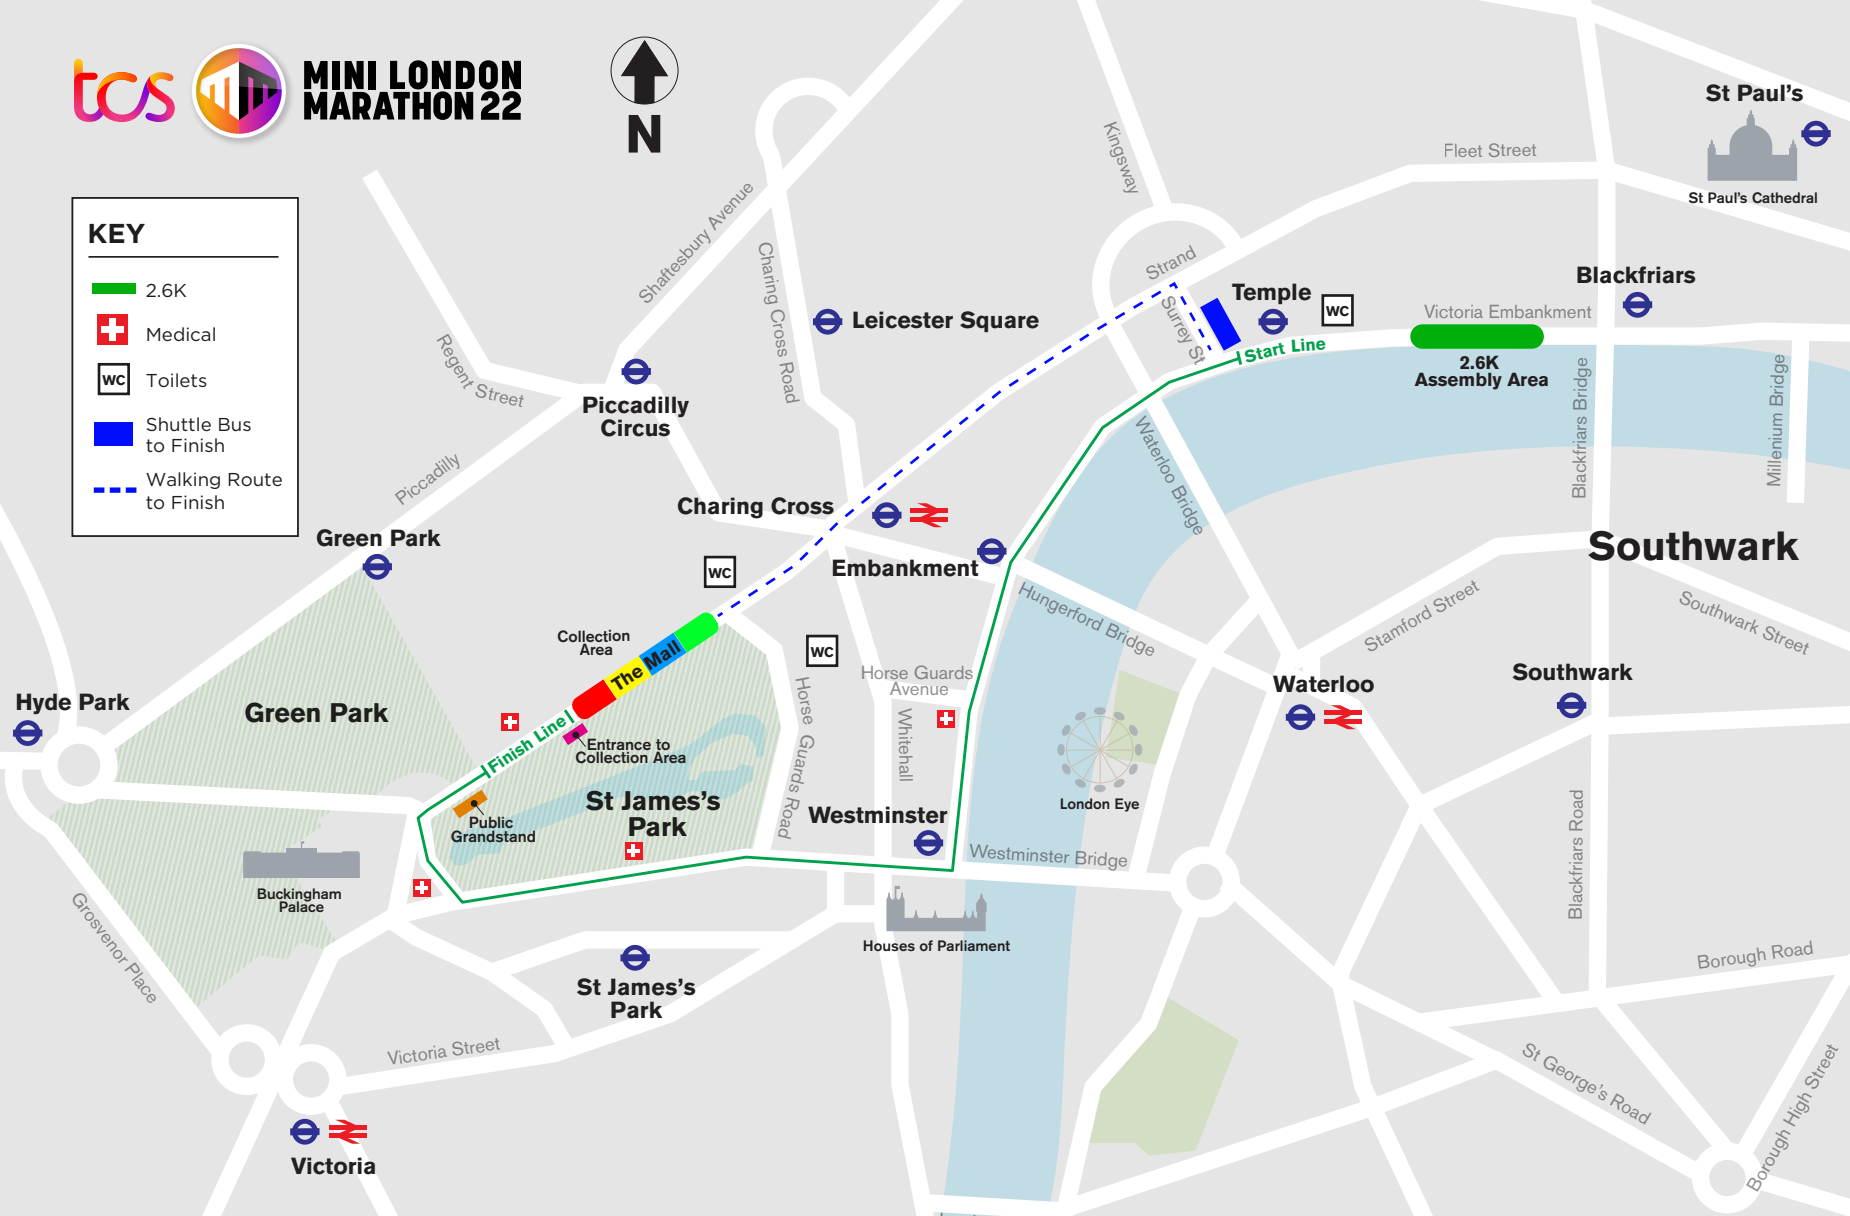 tcs
MINI LONDON
MARATHON 22
N
KEY
2.6K
Medical
WC
Toilets
Shuttle Bus
to Finish
Walking Route
to Finish
St Paul's
St Paul's Cathedral
Fleet Street
Kingsway
Shaftesbury Avenue
Charing Cross Road
Strand
Surrey St
Temple
WC
Blackfriars
Victoria Embankment
Leicester Square
Start Line
2.6K
Assembly Area
Regent Street
Piccadilly
Circus
Piccadilly
Blackfriars Bridge
Millenium Bridge
Waterloo Bridge
Charing Cross
Green Park
Embankment
Southwark
WC
Hungerford Bridge
Stamford Street
Southwark Street
Collection
Area
The Mall
WC
Horse Guards
Avenue
Hyde Park
Green Park
Southwark
Waterloo
Finish Line
Entrance to
Collection Area
Horse Guards Road
Whitehall
London Eye
St James's
Park
Westminster
Public
Grandstand
Westminster Bridge
Buckingham
Palace
Blackfriars Road
Grosvenor Place
Houses of Parliament
Borough Road
St James's
Park
Victoria Street
St George's Road
Borough High Street
Victoria